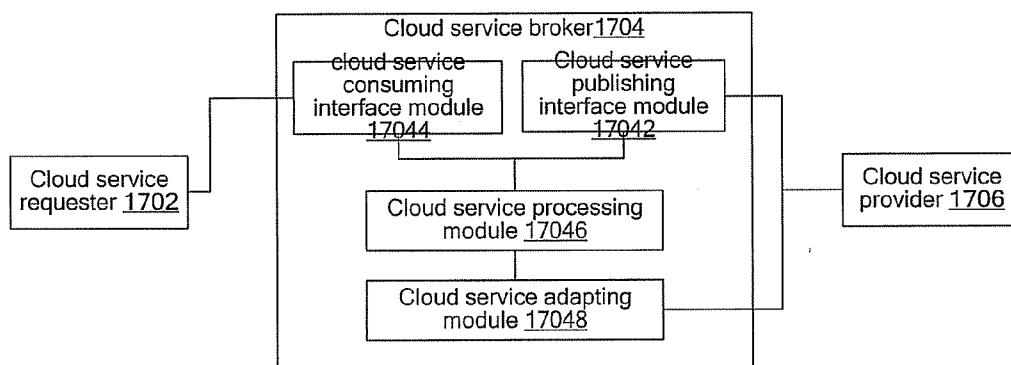 Cloud service broker1704
cloud service
consuming
interface module
17044
Cloud service
publishing
interface module
17042
Cloud service
requester 1702
Cloud service processing
module 17046
Cloud service
provider 1706
Cloud service adapting
module 17048